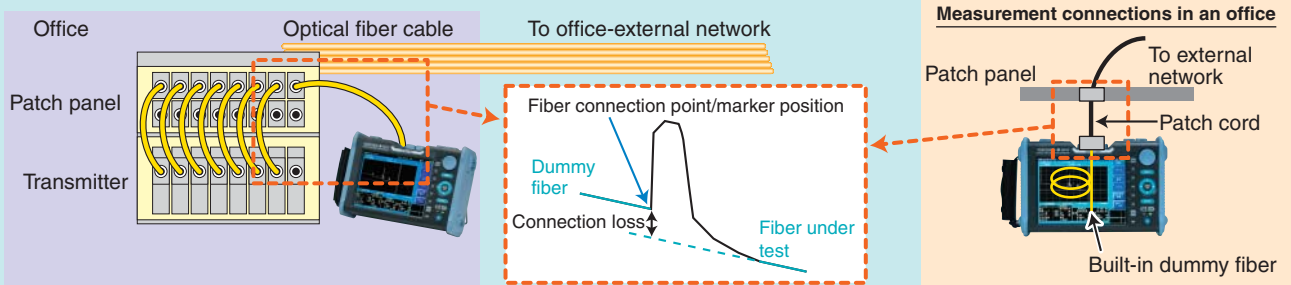 Office
Optical fiber cable
To office-external network
Patch panel
Transmitter
Fiber connection point/marker position
Dummy
fiber
Connection loss
Fiber under
test
Measurement connections in an office
Patch panel
To external
network
Patch cord
Built-in dummy fiber